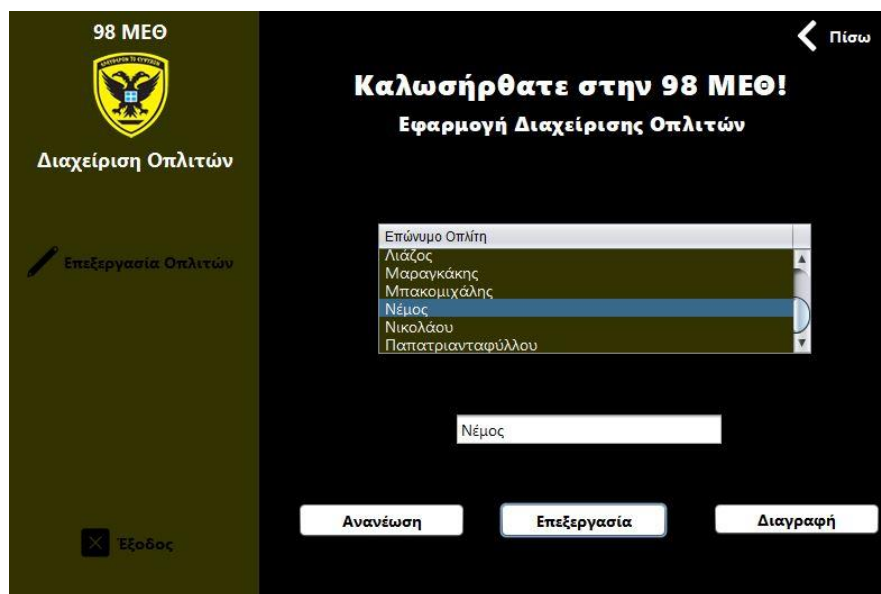 98 ΜΕΘ
Διαχείριση Οπλιτών
Επεξεργασία Οπλιτών
Έξοδος
Πίσω
Καλωσήρθατε στην 98 ΜΕΘ!
Εφαρμογή Διαχείρισης Οπλιτών
Επώνυμο Οπλίτη
Λιάζος
Μαραγκάκης
Μπακομιχάλης
Νέμος
Νικολάου
Παπατριανταφύλλου
Νέμος
Ανανέωση
Επεξεργασία
Διαγραφή